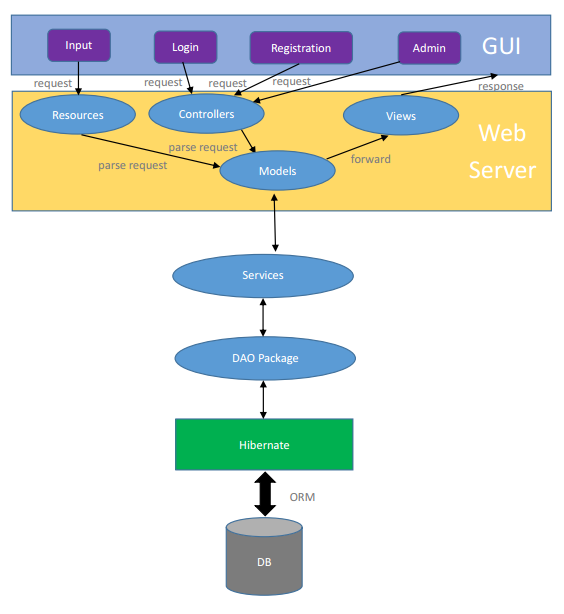 Input
Login
Registration
Admin
GUI
request
request
request
request
response
Resources
Controllers
Views
Web
Server
parse request
parse request
forward
Models
Services
DAO Package
Hibernate
ORM
DB